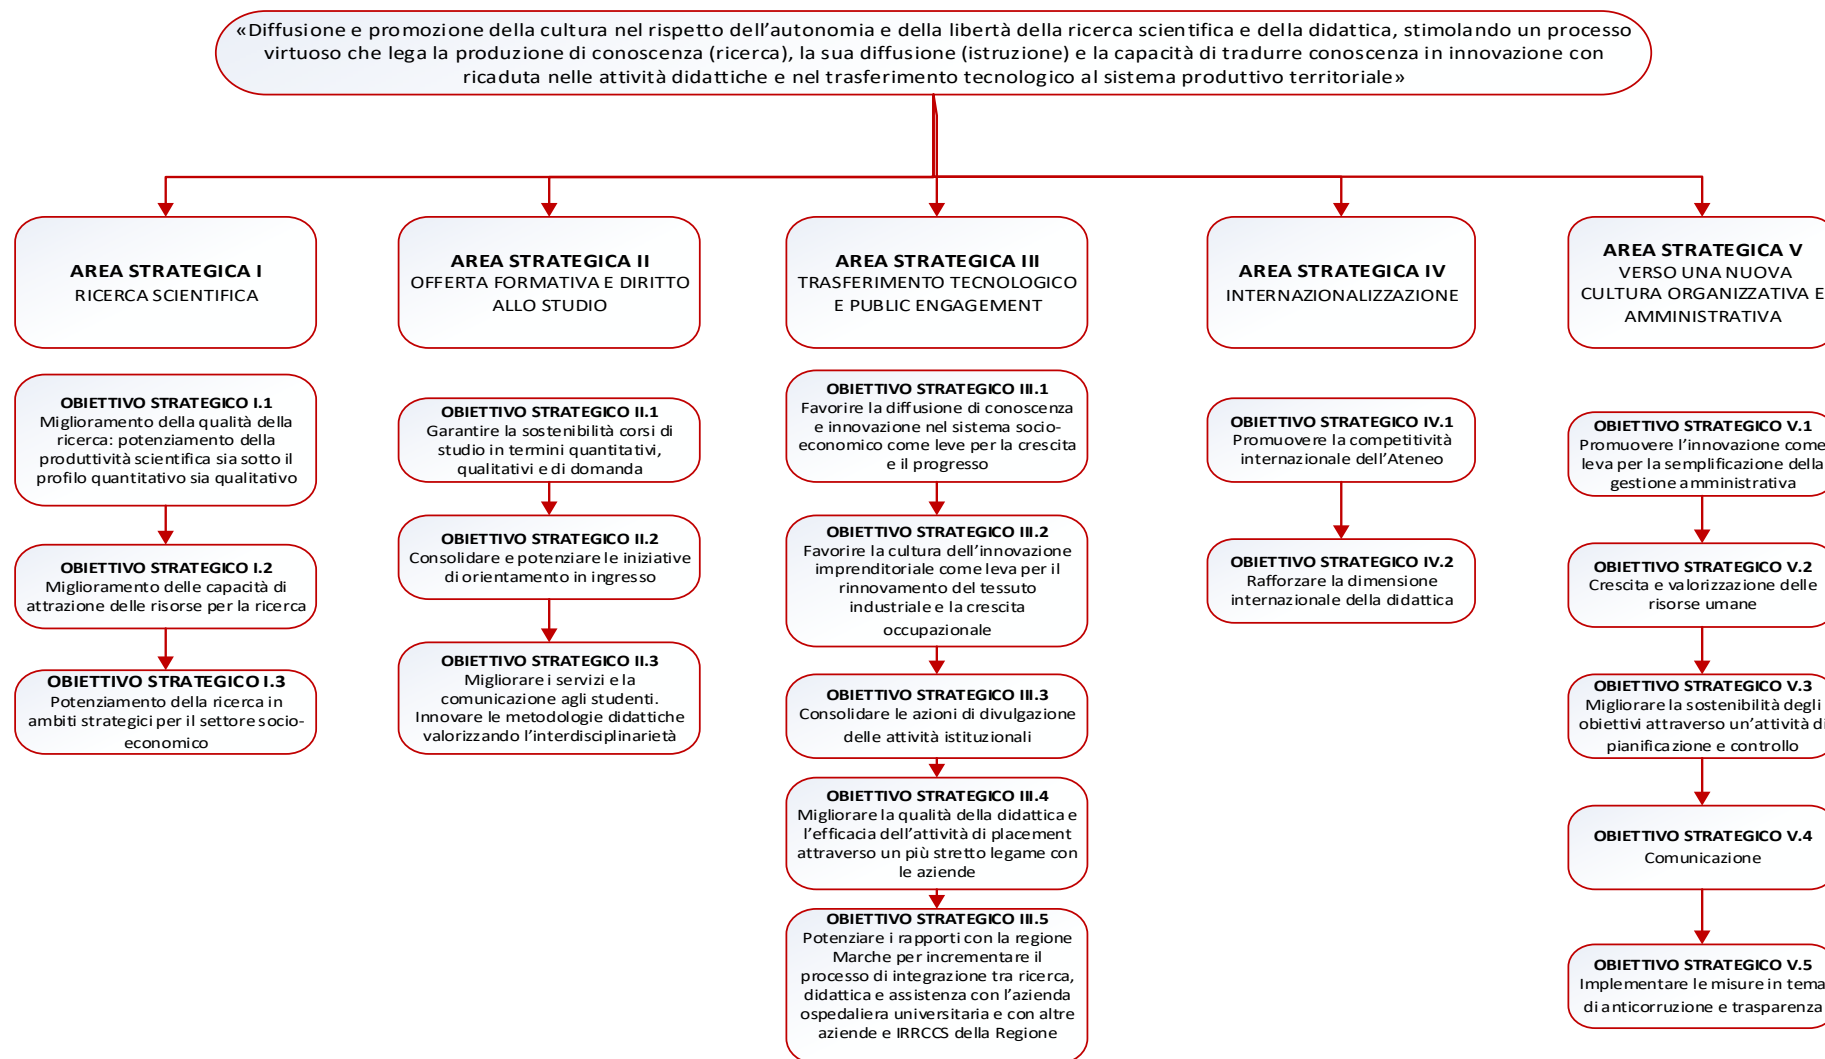 «Diffusione e promozione della cultura nel rispetto dell’autonomia e della libertà della ricerca scientifica e della didattica, stimolando un processo
virtuoso che lega la produzione di conoscenza (ricerca), la sua diffusione (istruzione) e la capacità di tradurre conoscenza in innovazione con
ricaduta nelle attività didattiche e nel trasferimento tecnologico al sistema produttivo territoriale»
AREA STRATEGICA I
RICERCA SCIENTIFICA
OBIETTIVO STRATEGICO I.1
Miglioramento della qualità della
ricerca: potenziamento della
produttività scientifica sia sotto il
profilo quantitativo sia qualitativo
OBIETTIVO STRATEGICO I.2
Miglioramento delle capacità di
attrazione delle risorse per la ricerca
OBIETTIVO STRATEGICO I.3
Potenziamento della ricerca in
ambiti strategici per il settore socio-
economico
AREA STRATEGICA II
OFFERTA FORMATIVA E DIRITTO
ALLO STUDIO
OBIETTIVO STRATEGICO II.1
Garantire la sostenibilità corsi di
studio in termini quantitativi,
qualitativi e di domanda
OBIETTIVO STRATEGICO II.2
Consolidare e potenziare le iniziative
di orientamento in ingresso
OBIETTIVO STRATEGICO II.3
Migliorare i servizi e la
comunicazione agli studenti.
Innovare le metodologie didattiche
valorizzando l’interdisciplinarietà
AREA STRATEGICA III
TRASFERIMENTO TECNOLOGICO
E PUBLIC ENGAGEMENT
OBIETTIVO STRATEGICO III.1
Favorire la diffusione di conoscenza
e innovazione nel sistema socio-
economico come leve per la crescita
e il progresso
OBIETTIVO STRATEGICO III.2
Favorire la cultura dell’innovazione
imprenditoriale come leva per il
rinnovamento del tessuto
industriale e la crescita
occupazionale
OBIETTIVO STRATEGICO III.3
Consolidare le azioni di divulgazione
delle attività istituzionali
OBIETTIVO STRATEGICO III.4
Migliorare la qualità della didattica e
l’efficacia dell’attività di placement
attraverso un più stretto legame con
le aziende
OBIETTIVO STRATEGICO III.5
Potenziare i rapporti con la regione
Marche per incrementare il
processo di integrazione tra ricerca,
didattica e assistenza con l’azienda
ospedaliera universitaria e con altre
aziende e IRRCCS della Regione
AREA STRATEGICA IV
INTERNAZIONALIZZAZIONE
OBIETTIVO STRATEGICO IV.1
Promuovere la competitività
internazionale dell’Ateneo
OBIETTIVO STRATEGICO IV.2
Rafforzare la dimensione
internazionale della didattica
AREA STRATEGICA V
VERSO UNA NUOVA
CULTURA ORGANIZZATIVA E
AMMINISTRATIVA
OBIETTIVO STRATEGICO V.1
Promuovere l’innovazione come
leva per la semplificazione della
gestione amministrativa
OBIETTIVO STRATEGICO V.2
Crescita e valorizzazione delle
risorse umane
OBIETTIVO STRATEGICO V.3
Migliorare la sostenibilità degli
obiettivi attraverso un’attività di
pianificazione e controllo
OBIETTIVO STRATEGICO V.4
Comunicazione
OBIETTIVO STRATEGICO V.5
Implementare le misure in tema
di anticorruzione e trasparenza